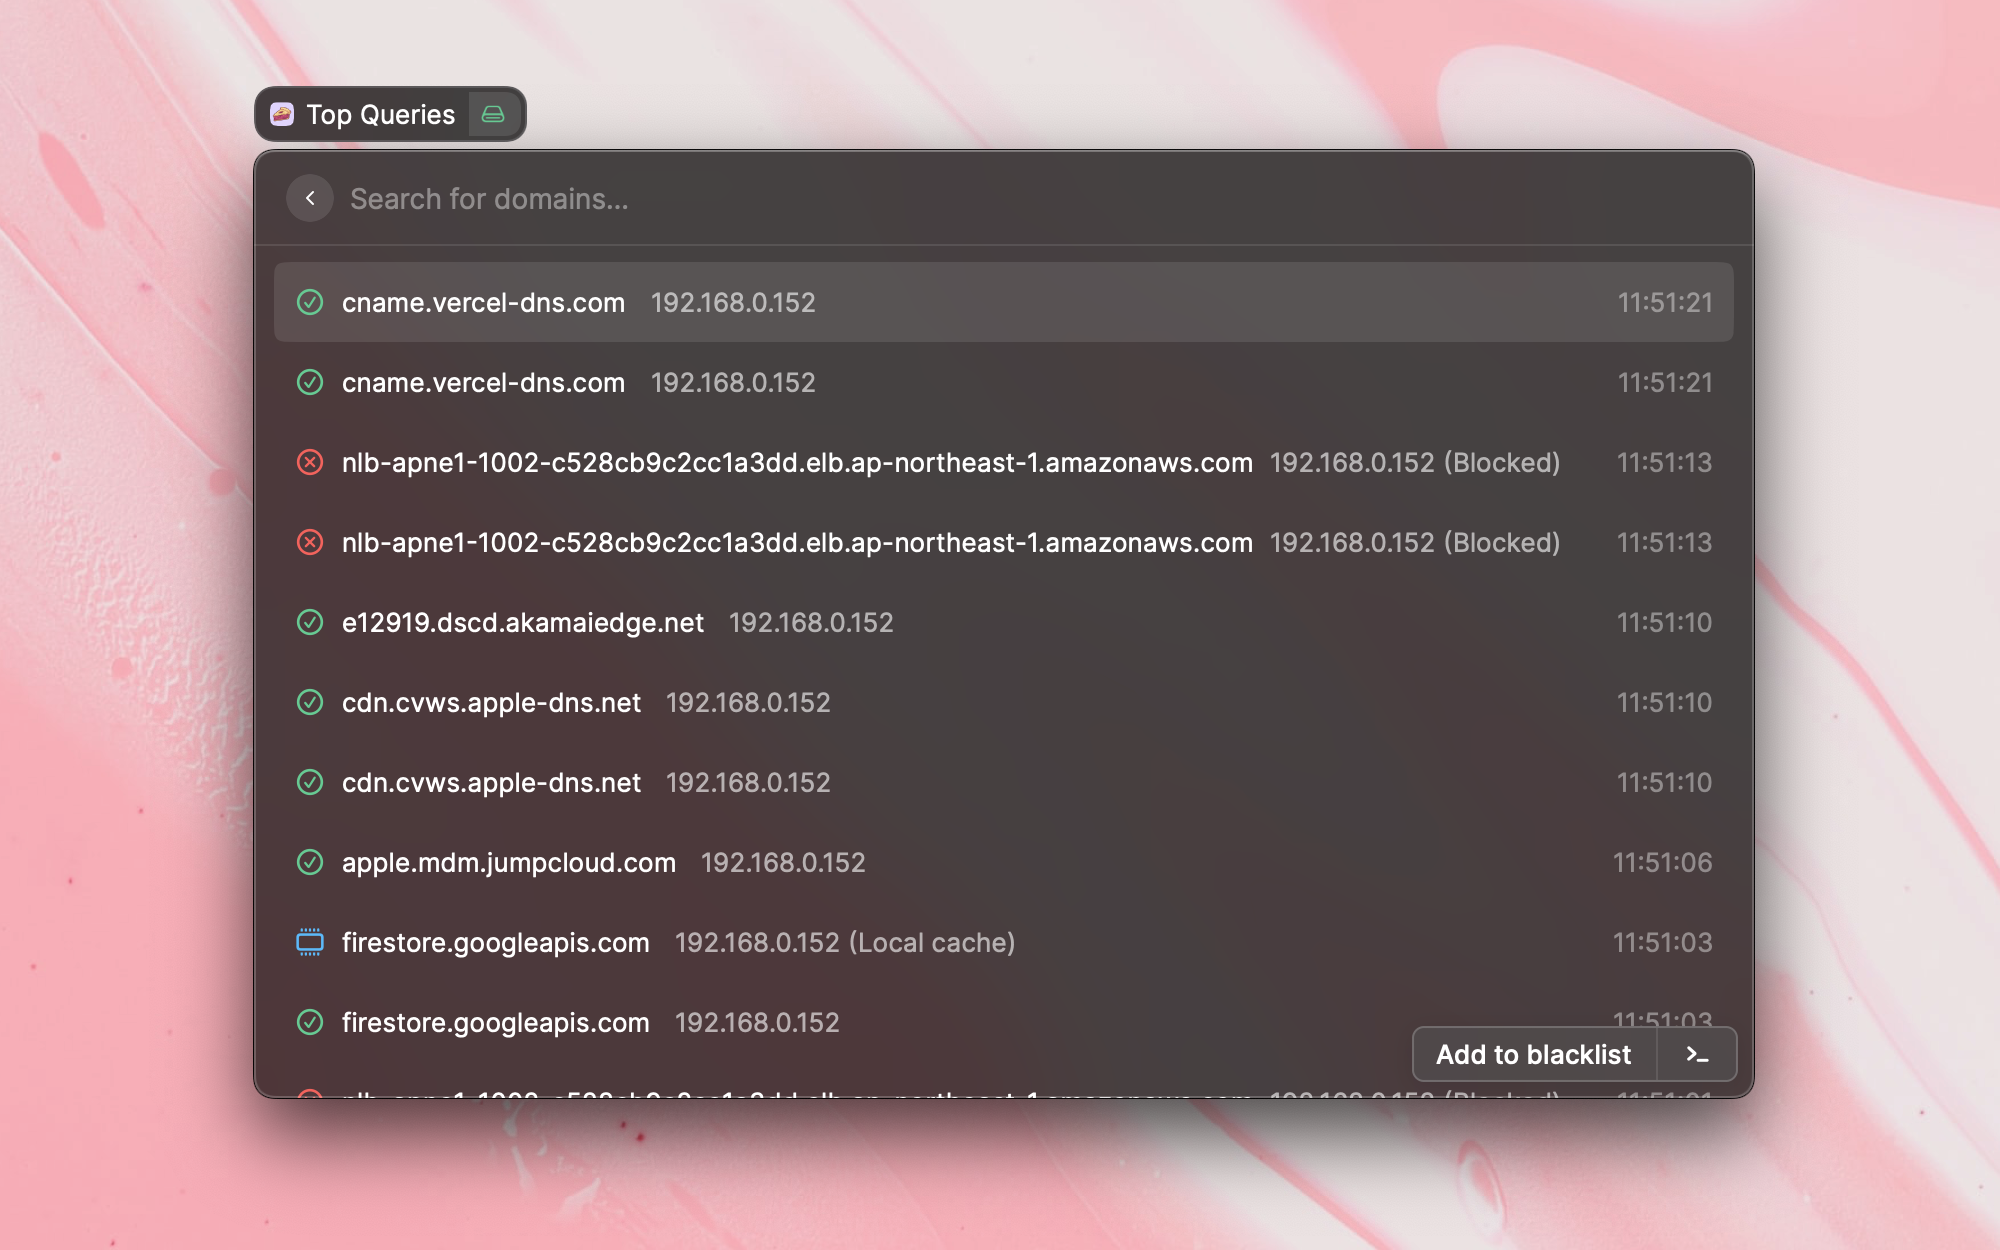 Top Queries
Search for domains...
cname.vercel-dns.com 192.168.0.152 11:51:21
cname.vercel-dns.com 192.168.0.152 11:51:21
nlb-apne1-1002-c528cb9c2cc1a3dd.elb.ap-northeast-1.amazonaws.com 192.168.0.152 (Blocked) 11:51:13
nlb-apne1-1002-c528cb9c2cc1a3dd.elb.ap-northeast-1.amazonaws.com 192.168.0.152 (Blocked) 11:51:13
e12919.dscd.akamaiedge.net 192.168.0.152 11:51:10
cdn.cvws.apple-dns.net 192.168.0.152 11:51:10
cdn.cvws.apple-dns.net 192.168.0.152 11:51:10
apple.mdm.jumpcloud.com 192.168.0.152 11:51:06
firestore.googleapis.com 192.168.0.152 (Local cache) 11:51:03
firestore.googleapis.com 192.168.0.152 11:51:03
Add to blacklist